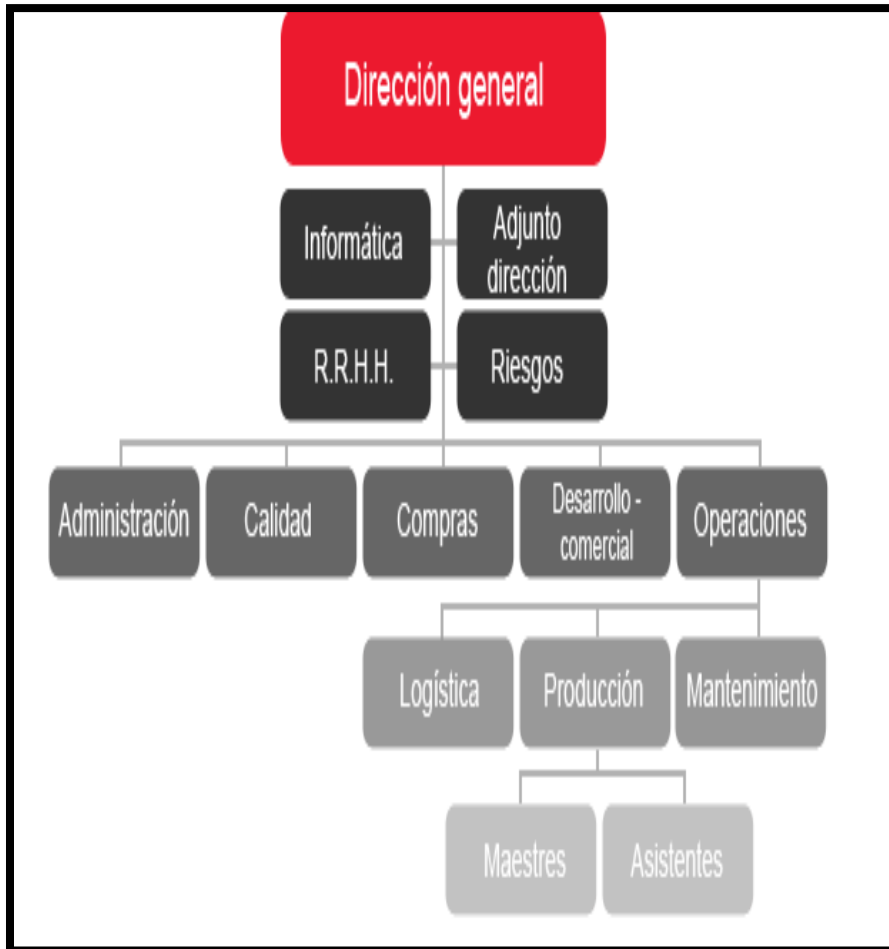 Dirección general
Informática
Adjunto
dirección
R.R.H.H.
Riesgos
Administración
Calidad
Compras
Desarrollo -
comercial
Operaciones
Logística
Producción
Mantenimiento
Maestres
Asistentes